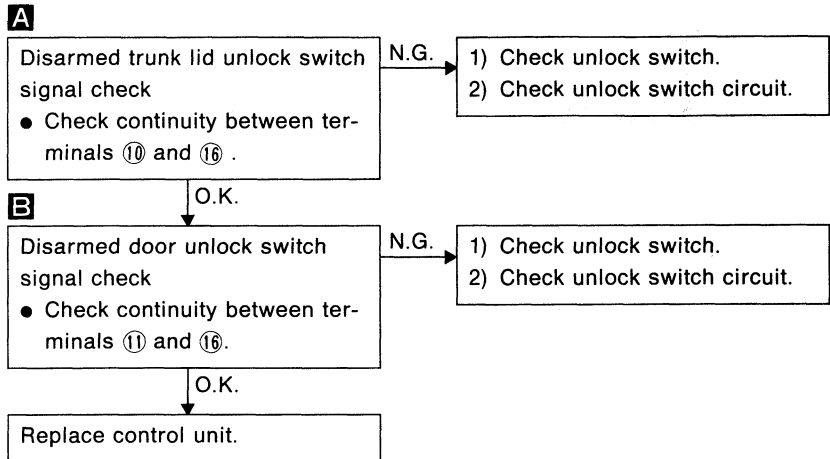 A
Disarmed trunk lid unlock switch
signal check
● Check continuity between ter-
minals ⑩ and ⑯ .
N.G.
1) Check unlock switch.
2) Check unlock switch circuit.
O.K.
B
Disarmed door unlock switch
signal check
● Check continuity between ter-
minals ⑪ and ⑯.
N.G.
1) Check unlock switch.
2) Check unlock switch circuit.
O.K.
Replace control unit.